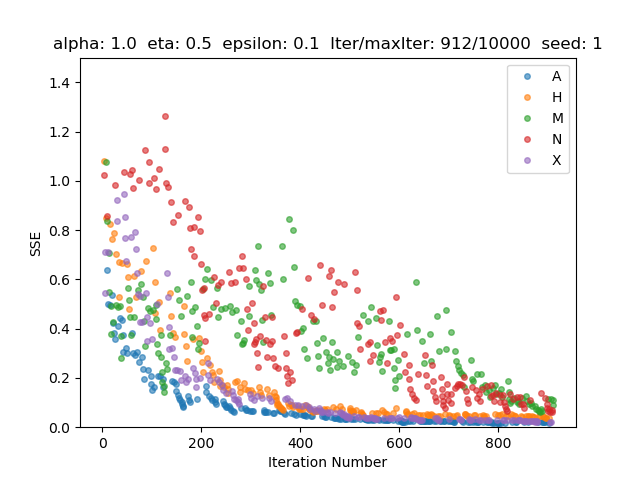 alpha: 1.0  eta: 0.5  epsilon: 0.1  Iter/maxIter: 912/10000  seed: 1
1.4
1.2
1.0
0.8
0.6
0.4
0.2
0.0
SSE
A
H
M
N
X
0 200 400 600 800
Iteration Number